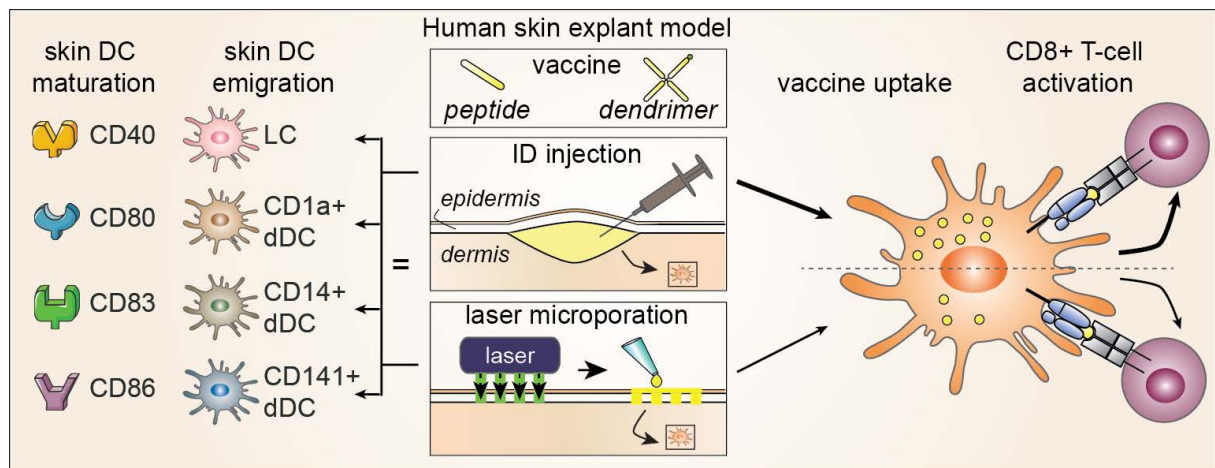 skin DC
maturation
CD40
CD80
CD83
CD86
skin DC
emigration
LC
CD1a+
dDC
CD14+
dDC
CD141+
dDC
=
Human skin explant model
vaccine
peptide
dendrimer
ID injection
epidermis
dermis
laser microporation
laser
vaccine uptake
CD8+ T-cell
activation